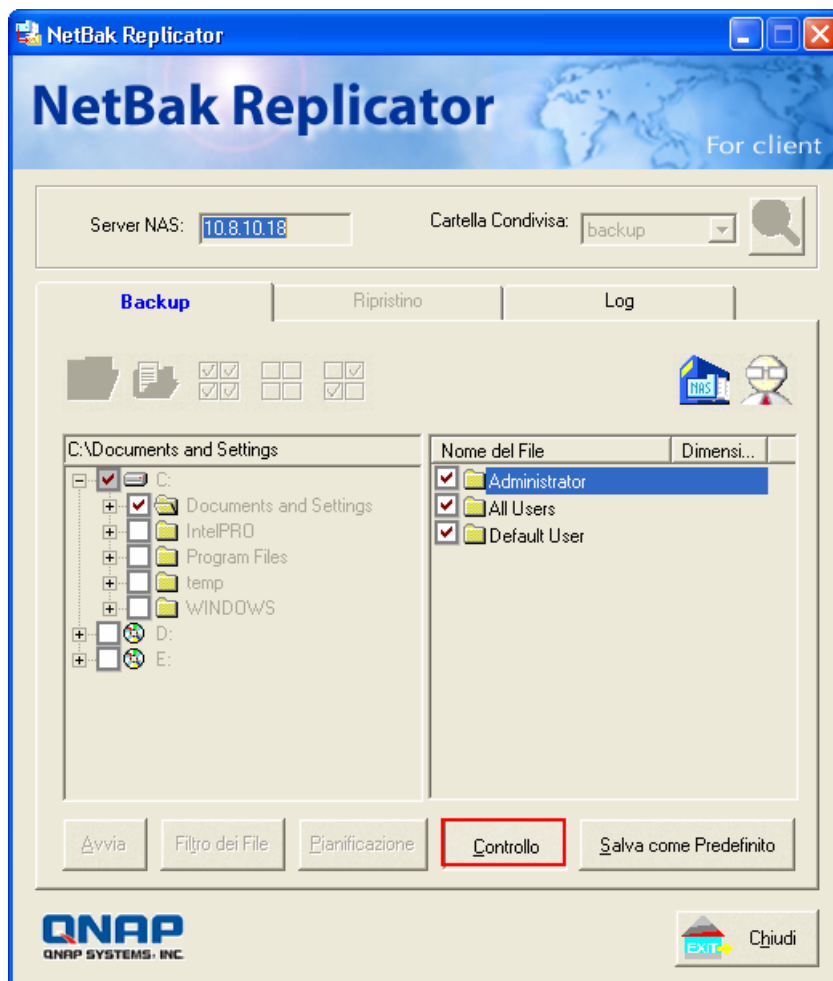 NetBak Replicator
NetBak Replicator
For client
Server NAS: 10.8.10.18 Cartella Condivisa: backup
Backup Ripristino Log
NAS
C:\Documents and Settings
C:
Documents and Settings
IntelPRO
Program Files
temp
WINDOWS
D:
E:
Nome del File Dimensi...
Administrator
All Users
Default User
Avvia Filtro dei File Pianificazione Controllo Salva come Predefinito
QNAP
QNAP SYSTEMS, INC.
EXIT Chiudi